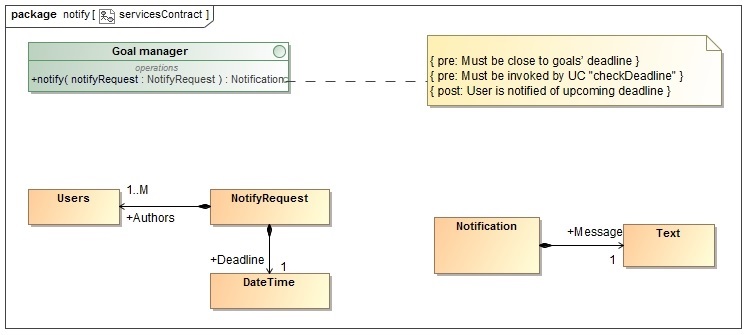 package notify [ servicesContract ]
Goal manager
operations
+notify( notifyRequest : NotifyRequest ) : Notification
{ pre: Must be close to goals' deadline }
{ pre: Must be invoked by UC "checkDeadline" }
{ post: User is notified of upcoming deadline }
Users
1..M
+Authors
NotifyRequest
+Deadline
1
DateTime
Notification
+Message
1
Text